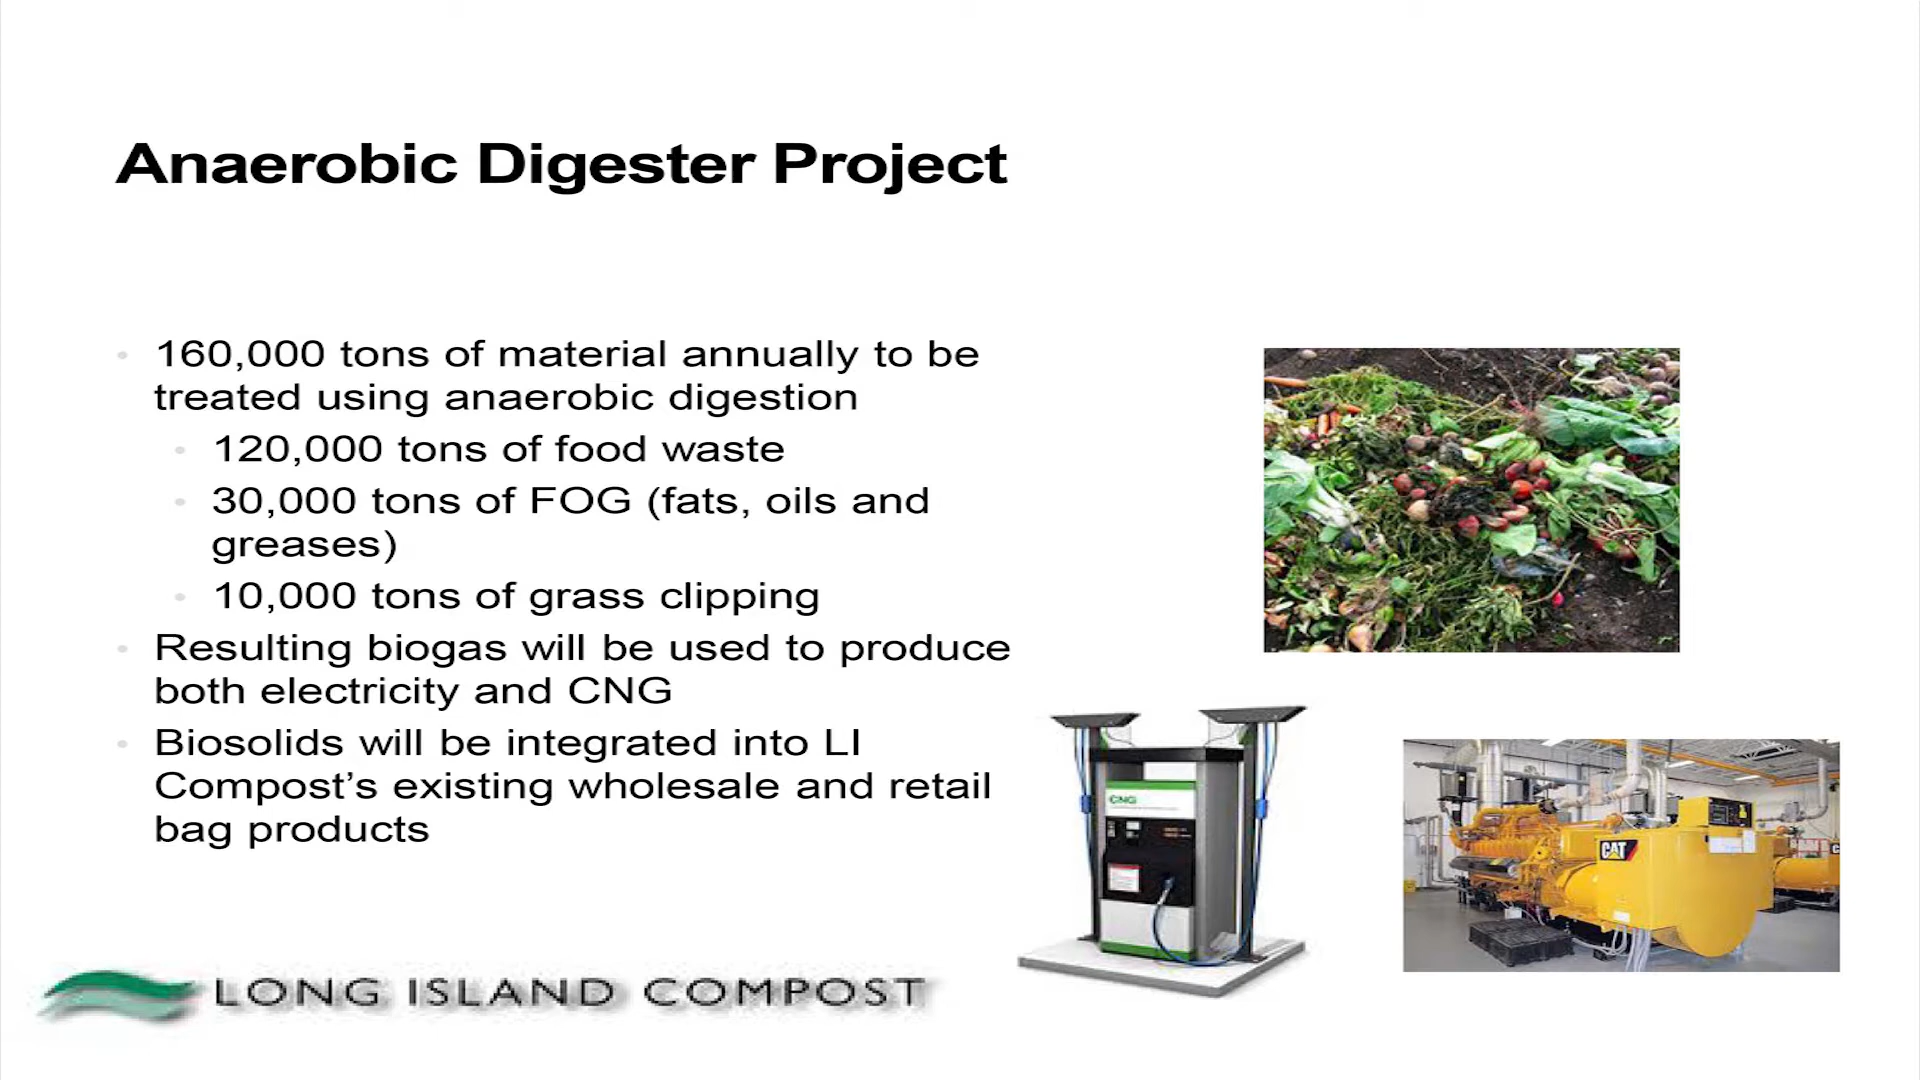 Anaerobic Digester Project
160,000 tons of material annually to be
treated using anaerobic digestion
120,000 tons of food waste
30,000 tons of FOG (fats, oils and
greases)
10,000 tons of grass clipping
Resulting biogas will be used to produce
both electricity and CNG
Biosolids will be integrated into LI
Compost’s existing wholesale and retail
bag products
CNG
CAT
LONG ISLAND COMPOST